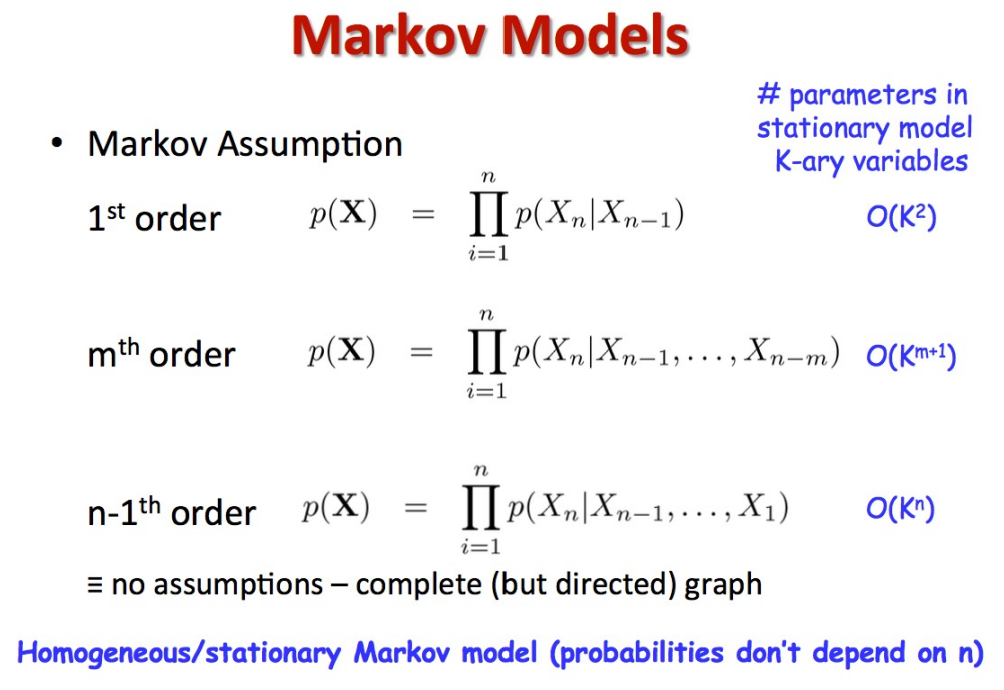 Markov Models
# parameters in
stationary model
K-ary variables
• Markov Assumption
1st order p(X) = ∏_{i=1}^{n} p(X_n|X_{n−1}) O(K²)
mth order p(X) = ∏_{i=1}^{n} p(X_n|X_{n−1}, . . . , X_{n−m}) O(K^{m+1})
n-1th order p(X) = ∏_{i=1}^{n} p(X_n|X_{n−1}, . . . , X_1) O(Kⁿ)
≡ no assumptions – complete (but directed) graph
Homogeneous/stationary Markov model (probabilities don't depend on n)